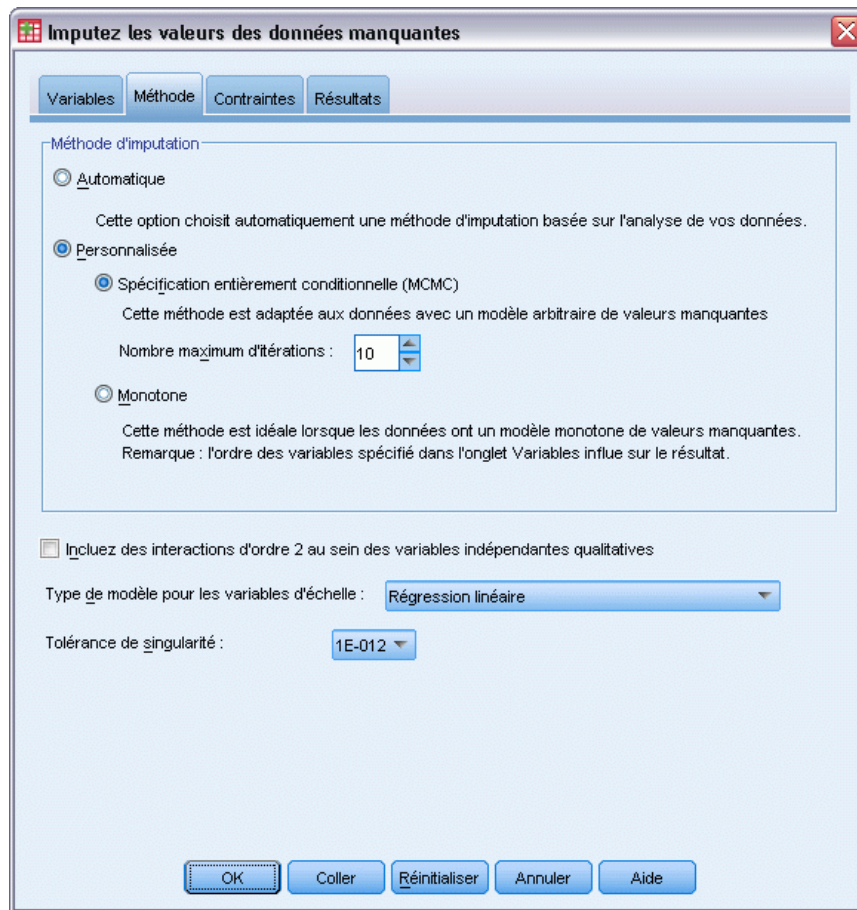 Imputez les valeurs des données manquantes
Variables Méthode Contraintes Résultats
Méthode d'imputation
Automatique
Cette option choisit automatiquement une méthode d'imputation basée sur l'analyse de vos données.
Personnalisée
Spécification entièrement conditionnelle (MCMC)
Cette méthode est adaptée aux données avec un modèle arbitraire de valeurs manquantes
Nombre maximum d'itérations : 10
Monotone
Cette méthode est idéale lorsque les données ont un modèle monotone de valeurs manquantes.
Remarque : l'ordre des variables spécifié dans l'onglet Variables influe sur le résultat.
Incluez des interactions d'ordre 2 au sein des variables indépendantes qualitatives
Type de modèle pour les variables d'échelle : Régression linéaire
Tolérance de singularité : 1E-012
OK Coller Réinitialiser Annuler Aide